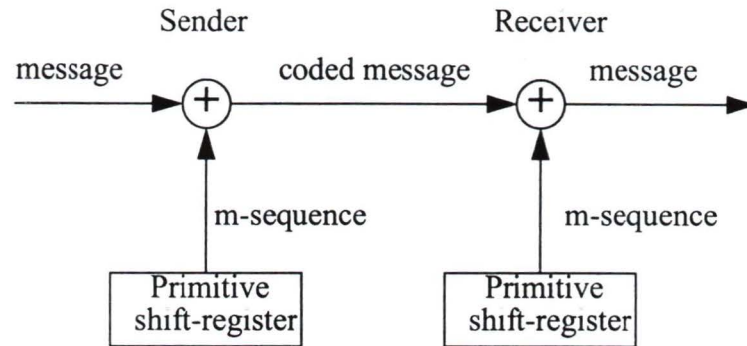 Sender
Receiver
message
coded message
message
+
+
m-sequence
m-sequence
Primitive
shift-register
Primitive
shift-register